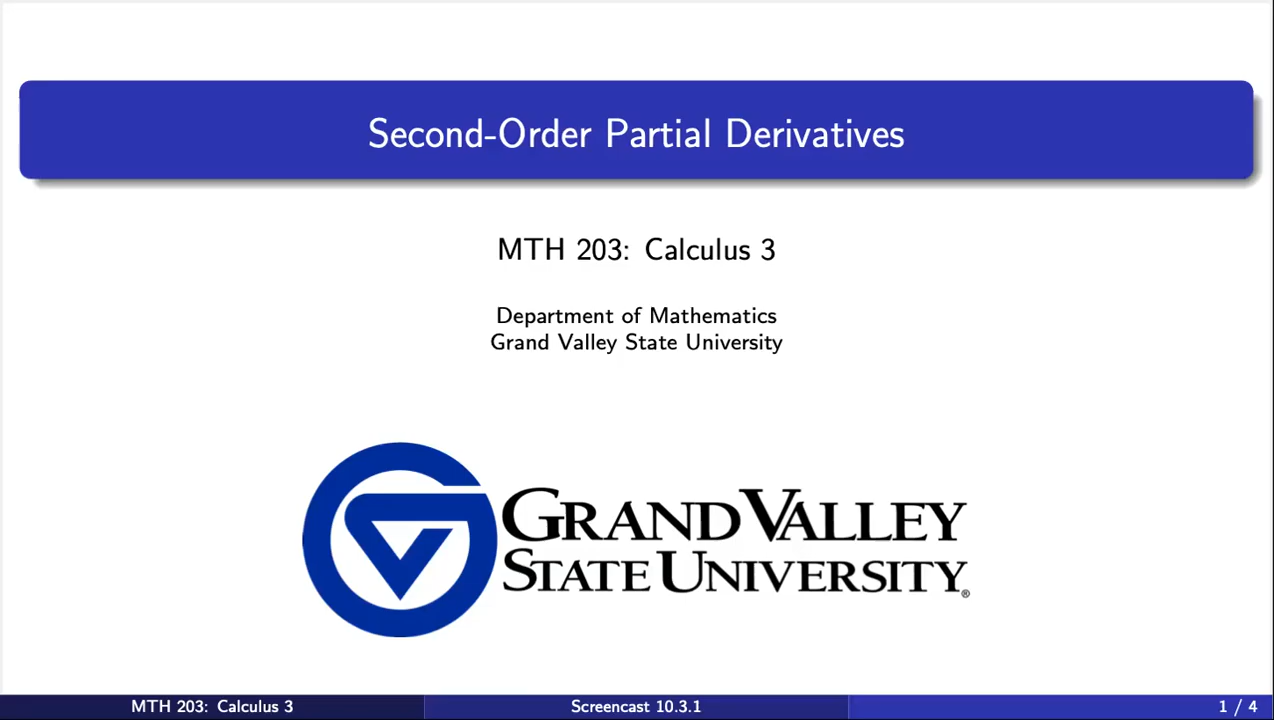 Second-Order Partial Derivatives
MTH 203: Calculus 3
Department of Mathematics
Grand Valley State University
GRAND VALLEY
STATE UNIVERSITY®
MTH 203: Calculus 3
Screencast 10.3.1
1 / 4